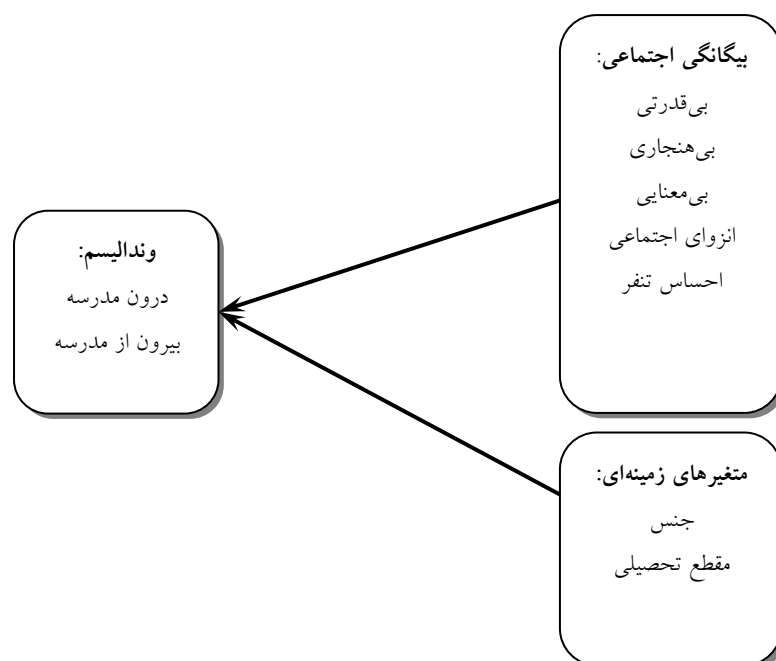 بیگانگی اجتماعی:
بی‌قدرتی
بی‌هنجاری
بی‌معنایی
انزوای اجتماعی
احساس تنفر
وندالیسم:
درون مدرسه
بیرون از مدرسه
متغیرهای زمینه‌ای:
جنس
مقطع تحصیلی